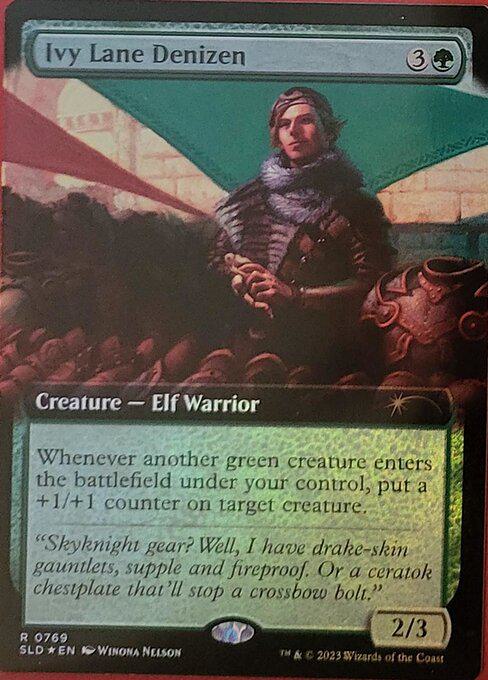 Ivy Lane Denizen 3
Creature — Elf Warrior
Whenever another green creature enters
the battlefield under your control, put a
+1/+1 counter on target creature.
“Skyknight gear? Well, I have drake-skin
gauntlets, supple and fireproof. Or a ceratok
chestplate that’ll stop a crossbow bolt.”
2/3
R 0769
SLD★EN Winona Nelson ™ & © 2023 Wizards of the Coast